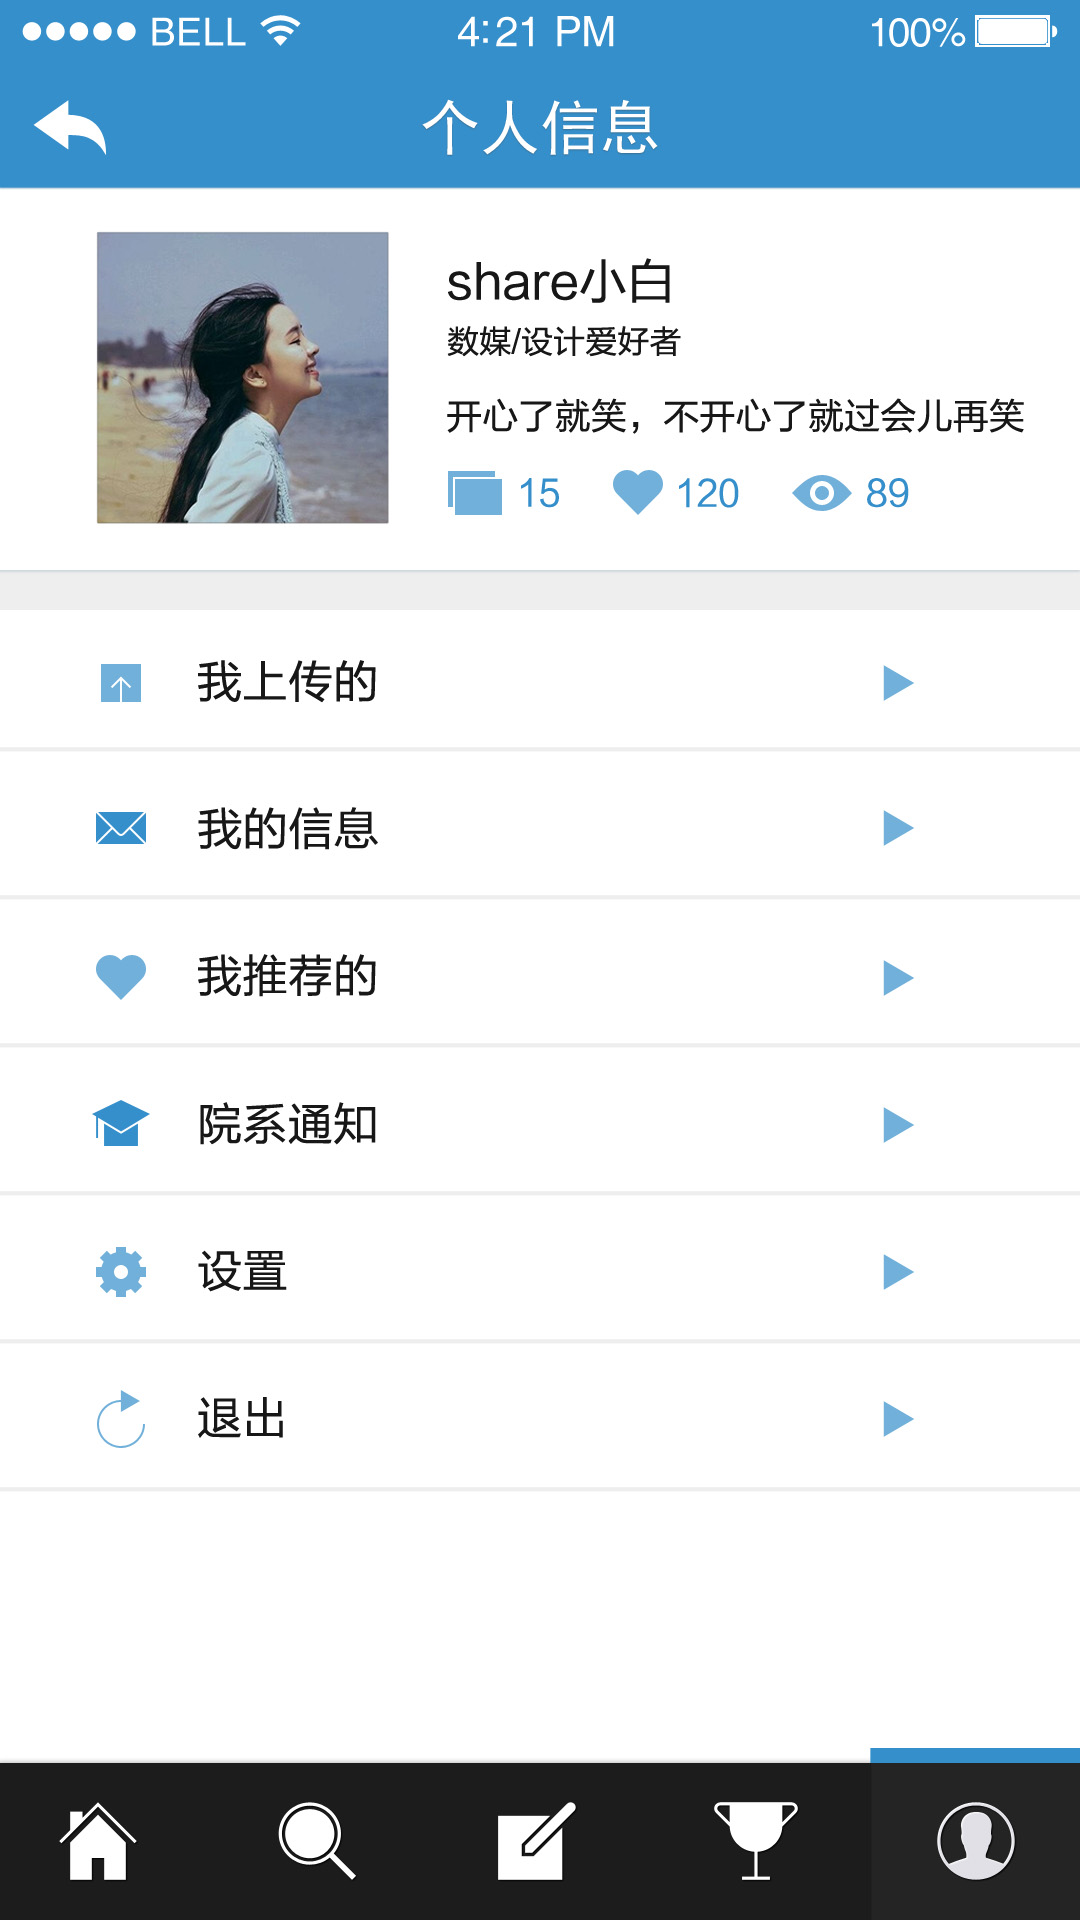 BELL 4:21 PM 100%
个人信息
share小白
数媒/设计爱好者
开心了就笑，不开心了就过会儿再笑
15 120 89
我上传的
我的信息
我推荐的
院系通知
设置
退出